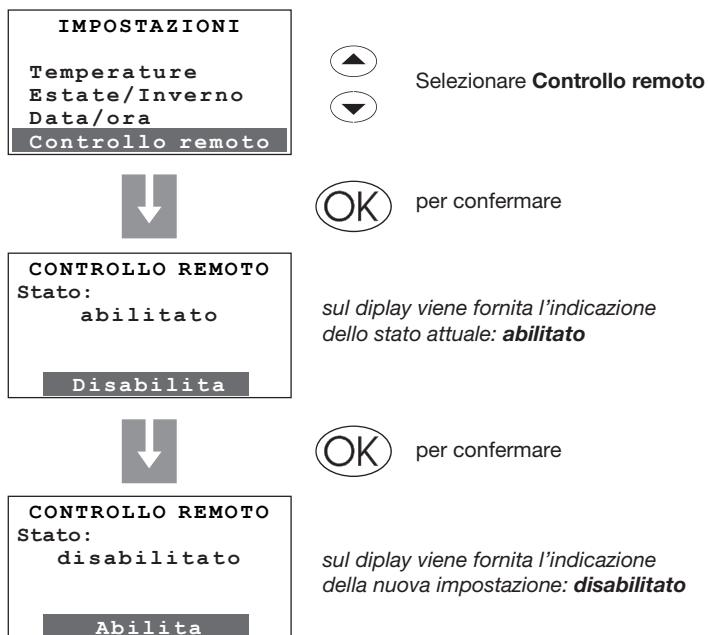 IMPOSTAZIONI
Temperature
Estate/Inverno
Data/ora
Controllo remoto
Selezionare Controllo remoto
OK
per confermare
CONTROLLO REMOTO
Stato:
abilitato
Disabilita
sul diplay viene fornita l'indicazione
dello stato attuale: abilitato
OK
per confermare
CONTROLLO REMOTO
Stato:
disabilitato
Abilita
sul diplay viene fornita l'indicazione
della nuova impostazione: disabilitato